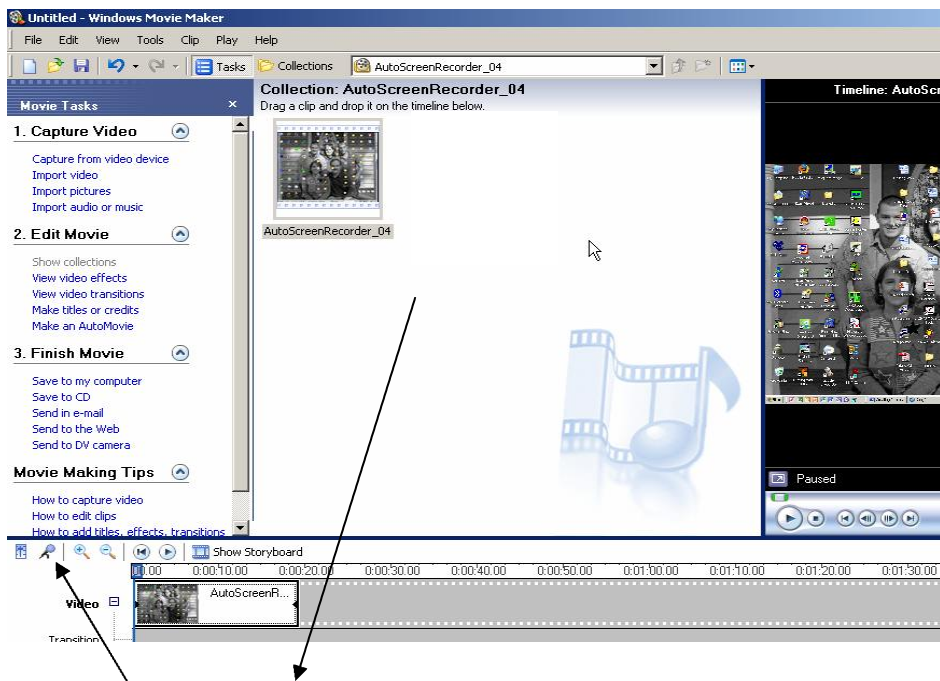 Untitled - Windows Movie Maker
File Edit View Tools Clip Play Help
Tasks Collections AutoScreenRecorder_04
Movie Tasks
1. Capture Video
Capture from video device
Import video
Import pictures
Import audio or music
2. Edit Movie
Show collections
View video effects
View video transitions
Make titles or credits
Make an AutoMovie
3. Finish Movie
Save to my computer
Save to CD
Send in e-mail
Send to the Web
Send to DV camera
Movie Making Tips
How to capture video
How to edit clips
How to add titles, effects, transitions
Collection: AutoScreenRecorder_04
Drag a clip and drop it on the timeline below.
AutoScreenRecorder_04
Timeline: AutoScr
Paused
Show Storyboard
0.00 0:00:10.00 0:00:20.00 0:00:30.00 0:00:40.00 0:00:50.00 0:01:00.00 0:01:10.00 0:01:20.00 0:01:30.00
Video
AutoScreenR...
Transition